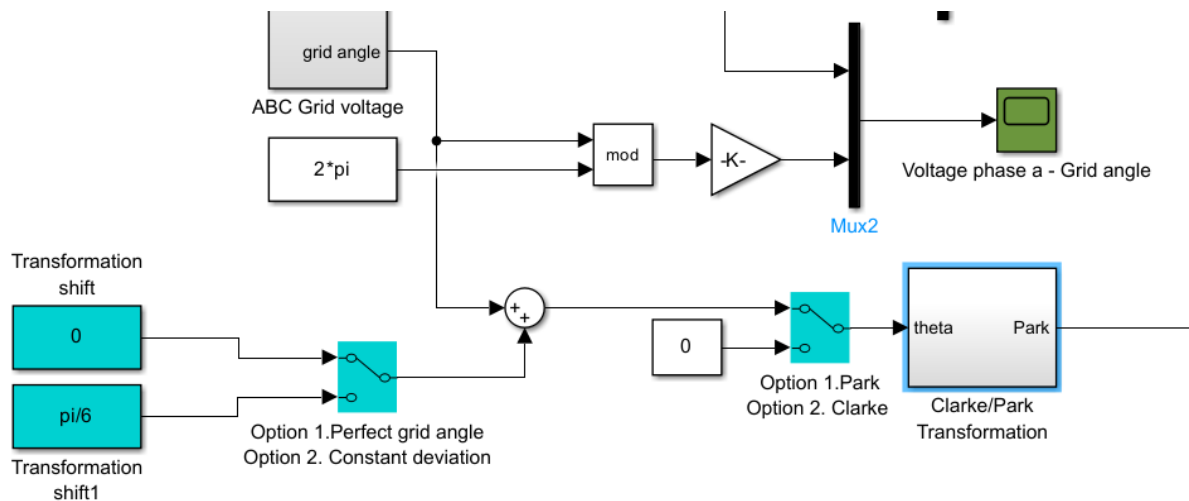 grid angle
ABC Grid voltage
2*pi
mod
-K-
Voltage phase a - Grid angle
Mux2
Transformation
shift
0
pi/6
Transformation
shift1
Option 1.Perfect grid angle
Option 2. Constant deviation
+
+
0
Option 1.Park
Option 2. Clarke
theta
Park
Clarke/Park
Transformation